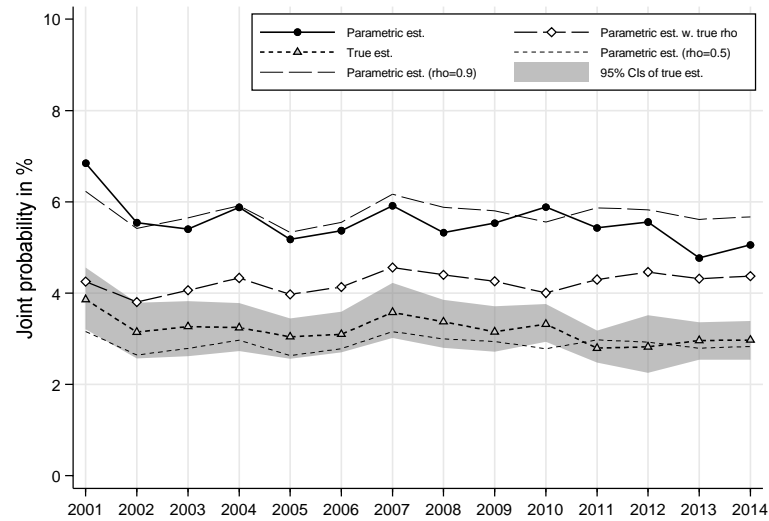 Parametric est.
Parametric est. w. true rho
True est.
Parametric est. (rho=0.5)
Parametric est. (rho=0.9)
95% CIs of true est.
Joint probability in %
10
8
6
4
2
0
2001 2002 2003 2004 2005 2006 2007 2008 2009 2010 2011 2012 2013 2014